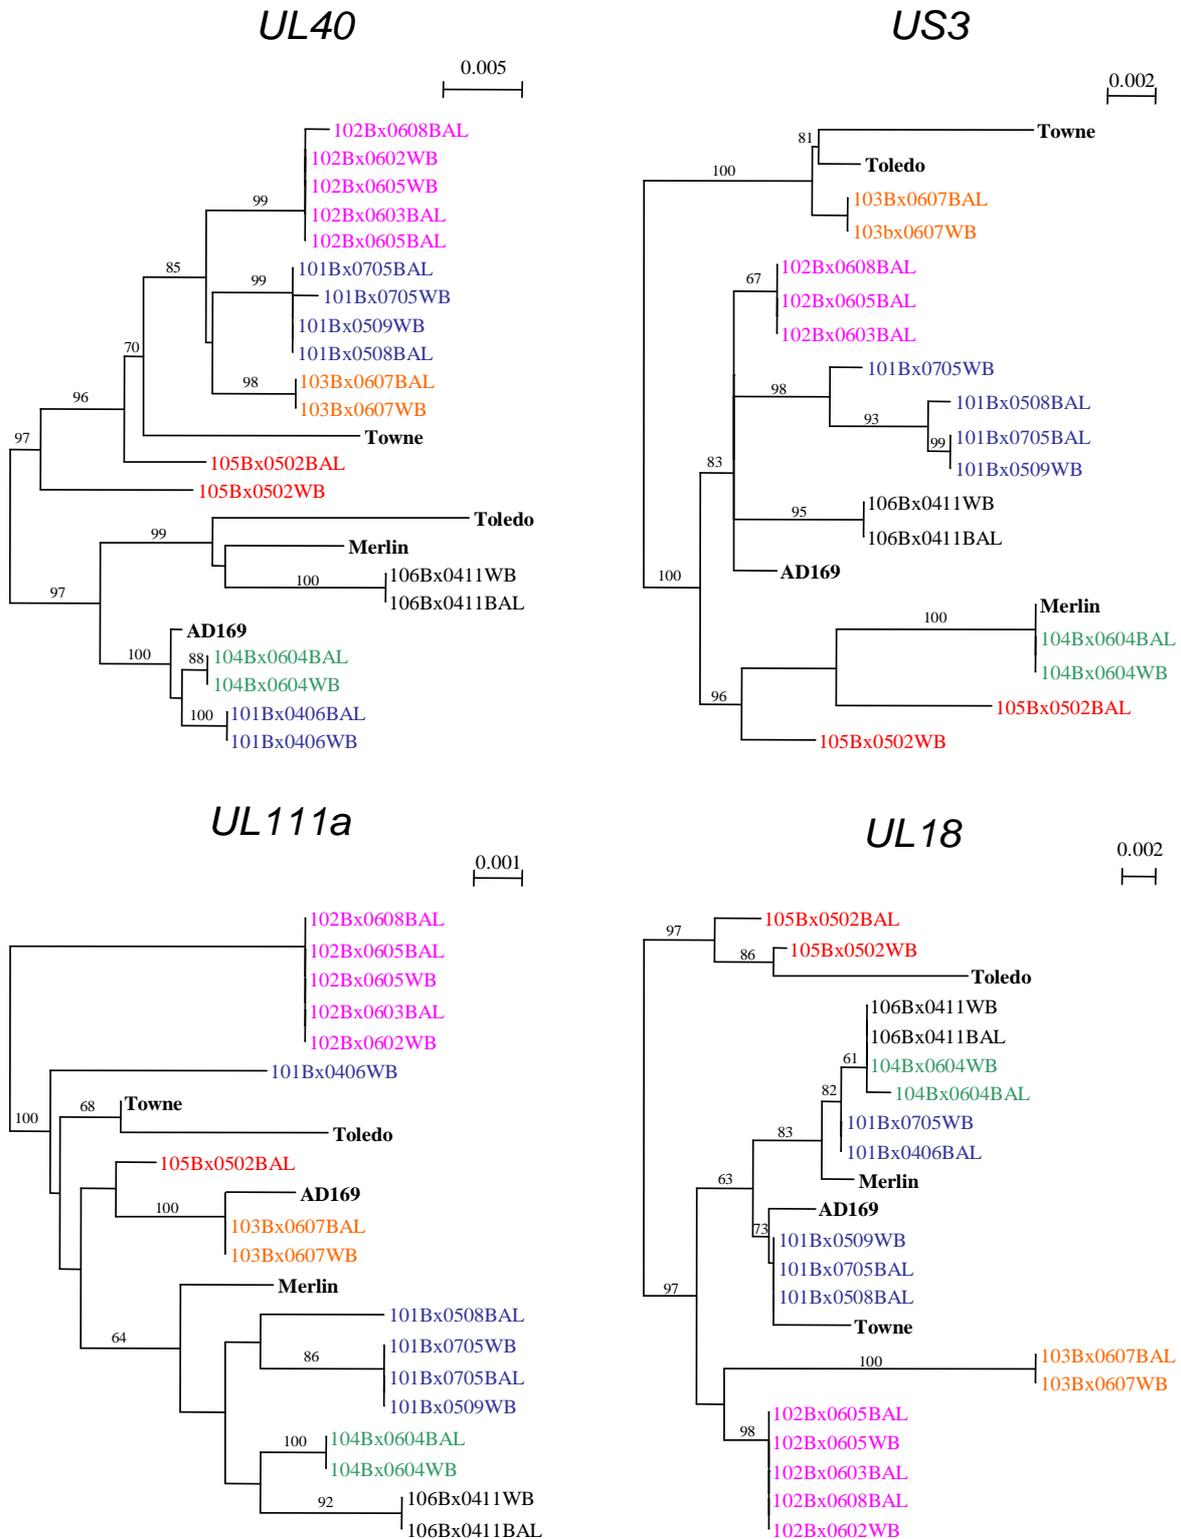 UL40
0.005
102Bx0608BAL
102Bx0602WB
102Bx0605WB
99
102Bx0603BAL
102Bx0605BAL
85
101Bx0705BAL
99
101Bx0705WB
101Bx0509WB
70
101Bx0508BAL
98
103Bx0607BAL
96
103Bx0607WB
97
Towne
105Bx0502BAL
105Bx0502WB
Toledo
99
Merlin
106Bx0411WB
100
97
106Bx0411BAL
AD169
100
88
104Bx0604BAL
104Bx0604WB
100
101Bx0406BAL
101Bx0406WB
US3
0.002
81
Towne
100
Toledo
103Bx0607BAL
103bx0607WB
67
102Bx0608BAL
102Bx0605BAL
102Bx0603BAL
101Bx0705WB
98
101Bx0508BAL
93
99
101Bx0705BAL
83
101Bx0509WB
106Bx0411WB
95
106Bx0411BAL
100
AD169
Merlin
100
104Bx0604BAL
104Bx0604WB
96
105Bx0502BAL
105Bx0502WB
UL111a
0.001
102Bx0608BAL
102Bx0605BAL
102Bx0605WB
102Bx0603BAL
102Bx0602WB
101Bx0406WB
100
68
Towne
Toledo
105Bx0502BAL
AD169
100
103Bx0607BAL
103Bx0607WB
Merlin
101Bx0508BAL
64
101Bx0705WB
86
101Bx0705BAL
101Bx0509WB
100
104Bx0604BAL
104Bx0604WB
92
106Bx0411WB
106Bx0411BAL
UL18
0.002
97
105Bx0502BAL
86
105Bx0502WB
Toledo
106Bx0411WB
106Bx0411BAL
61
104Bx0604WB
82
104Bx0604BAL
101Bx0705WB
83
101Bx0406BAL
63
Merlin
AD169
73
101Bx0509WB
101Bx0705BAL
97
101Bx0508BAL
Towne
100
103Bx0607BAL
103Bx0607WB
102Bx0605BAL
98
102Bx0605WB
102Bx0603BAL
102Bx0608BAL
102Bx0602WB